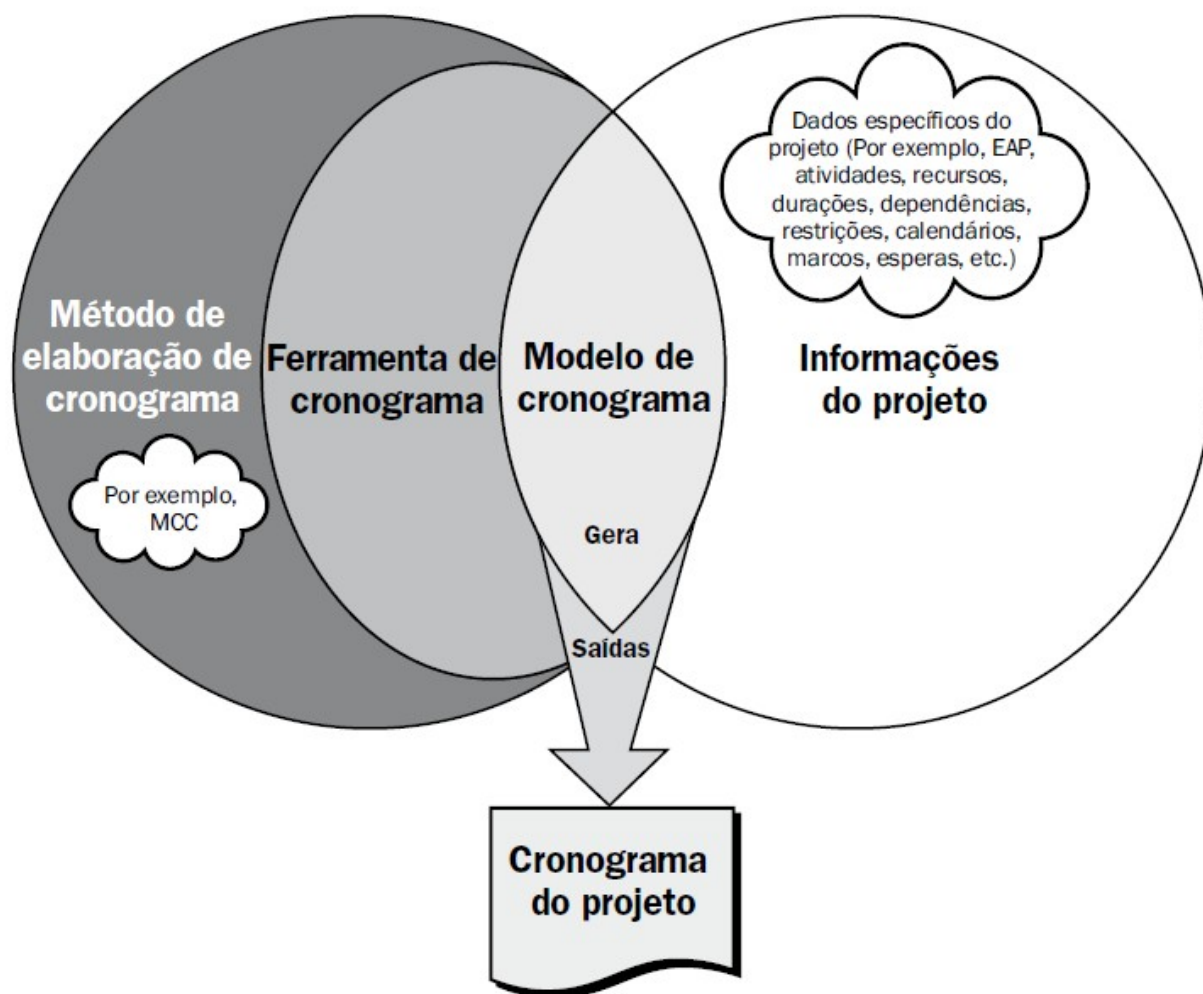 Dados específicos do
projeto (Por exemplo, EAP,
atividades, recursos,
durações, dependências,
restrições, calendários,
marcos, esperas, etc.)
Método de
elaboração de
cronograma
Ferramenta de
cronograma
Modelo de
cronograma
Informações
do projeto
Por exemplo,
MCC
Gera
Saídas
Cronograma
do projeto